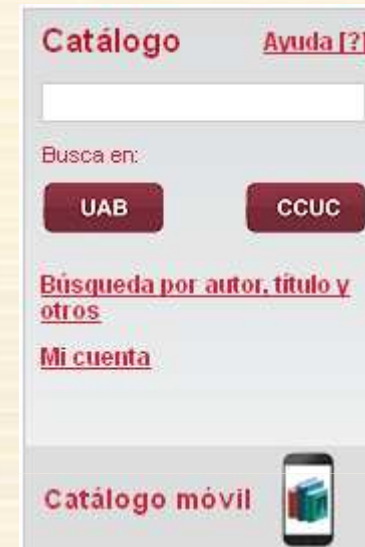 Catálogo Ayuda [?]
Busca en:
UAB CCUC
Búsqueda por autor, título y
otros
Mi cuenta
Catálogo móvil